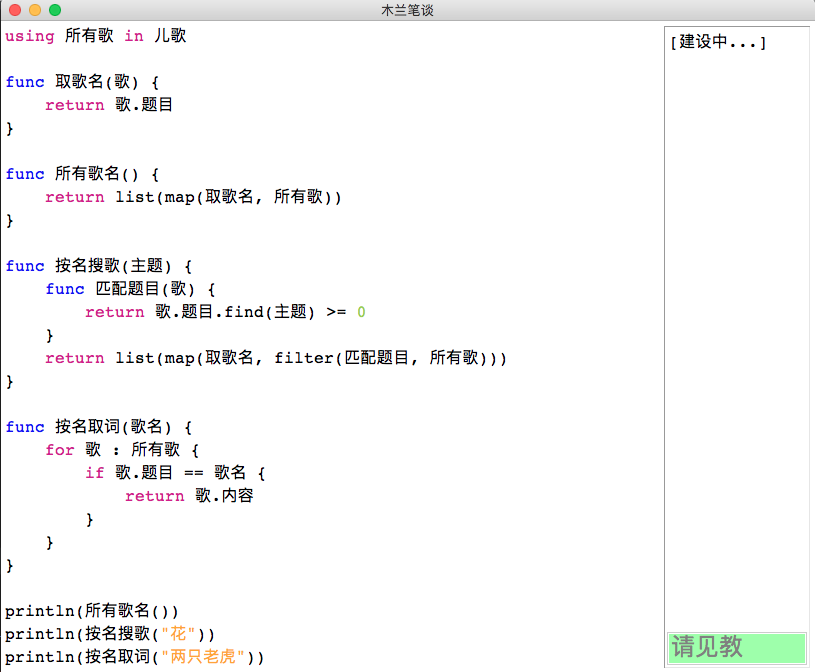 木兰笔谈
using 所有歌 in 儿歌
func 取歌名(歌) {
    return 歌.题目
}
func 所有歌名() {
    return list(map(取歌名, 所有歌))
}
func 按名搜歌(主题) {
    func 匹配题目(歌) {
        return 歌.题目.find(主题) >= 0
    }
    return list(map(取歌名, filter(匹配题目, 所有歌)))
}
func 按名取词(歌名) {
    for 歌 : 所有歌 {
        if 歌.题目 == 歌名 {
            return 歌.内容
        }
    }
}
println(所有歌名())
println(按名搜歌("花"))
println(按名取词("两只老虎"))
[建设中...]
请见教